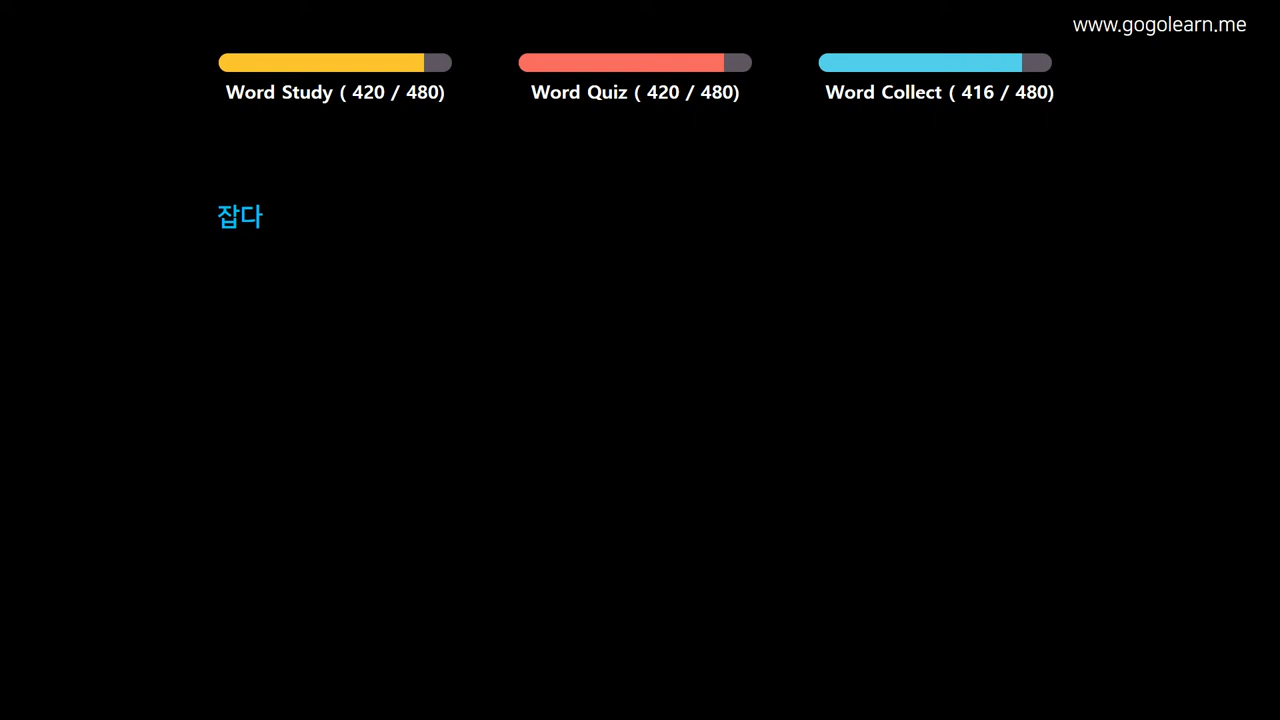 www.gogolearn.me
Word Study ( 420 / 480)
Word Quiz ( 420 / 480)
Word Collect ( 416 / 480)
잡다